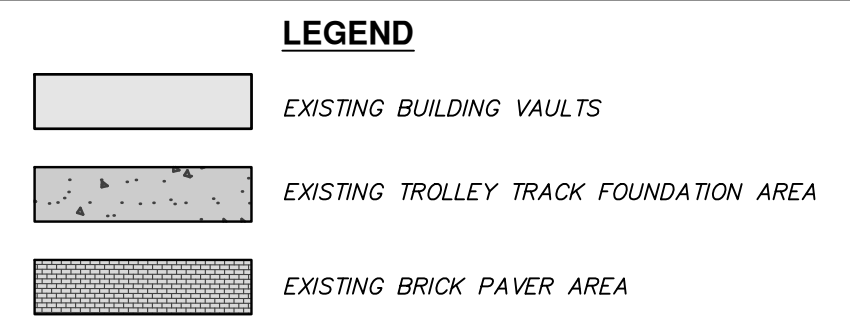 LEGEND
EXISTING BUILDING VAULTS
EXISTING TROLLEY TRACK FOUNDATION AREA
EXISTING BRICK PAVER AREA